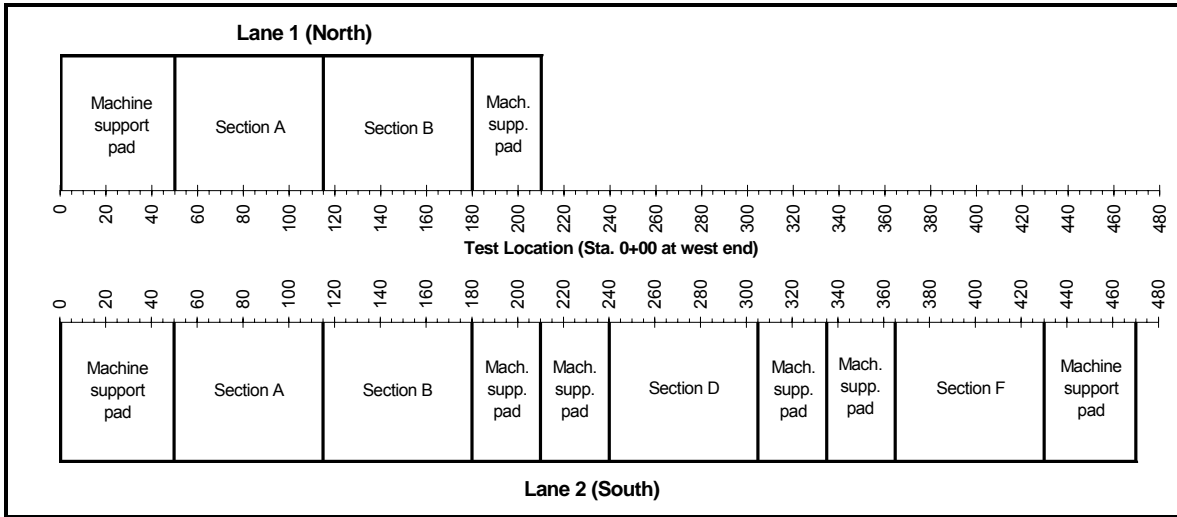 Lane 1 (North)
Machine
support
pad
Section A
Section B
Mach.
supp.
pad
0 20 40 60 80 100 120 140 160 180 200 220 240 260 280 300 320 340 360 380 400 420 440 460 480
Test Location (Sta. 0+00 at west end)
0 20 40 60 80 100 120 140 160 180 200 220 240 260 280 300 320 340 360 380 400 420 440 460 480
Machine
support
pad
Section A
Section B
Mach.
supp.
pad
Mach.
supp.
pad
Section D
Mach.
supp.
pad
Mach.
supp.
pad
Section F
Machine
support
pad
Lane 2 (South)